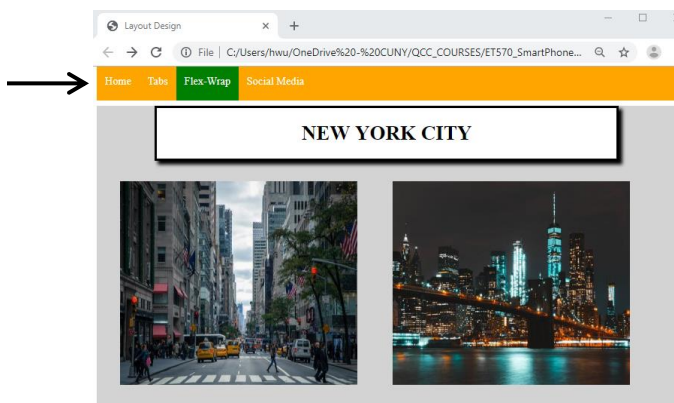 Layout Design
File | C:/Users/hwu/OneDrive%20-%20CUNY/QCC_COURSES/ET570_SmartPhone...
Home Tabs Flex-Wrap Social Media
NEW YORK CITY